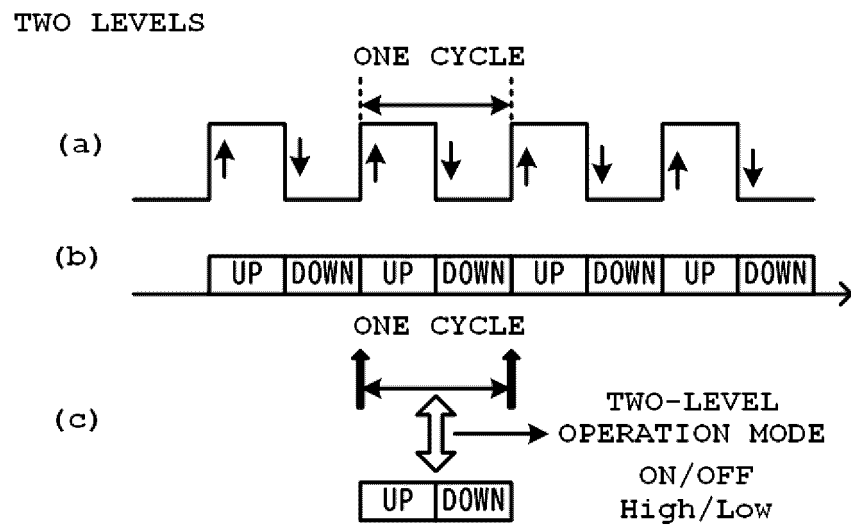 TWO LEVELS
ONE CYCLE
(a)
(b)
UP DOWN UP DOWN UP DOWN UP DOWN
ONE CYCLE
(c)
TWO-LEVEL
OPERATION MODE
ON/OFF
High/Low
UP DOWN